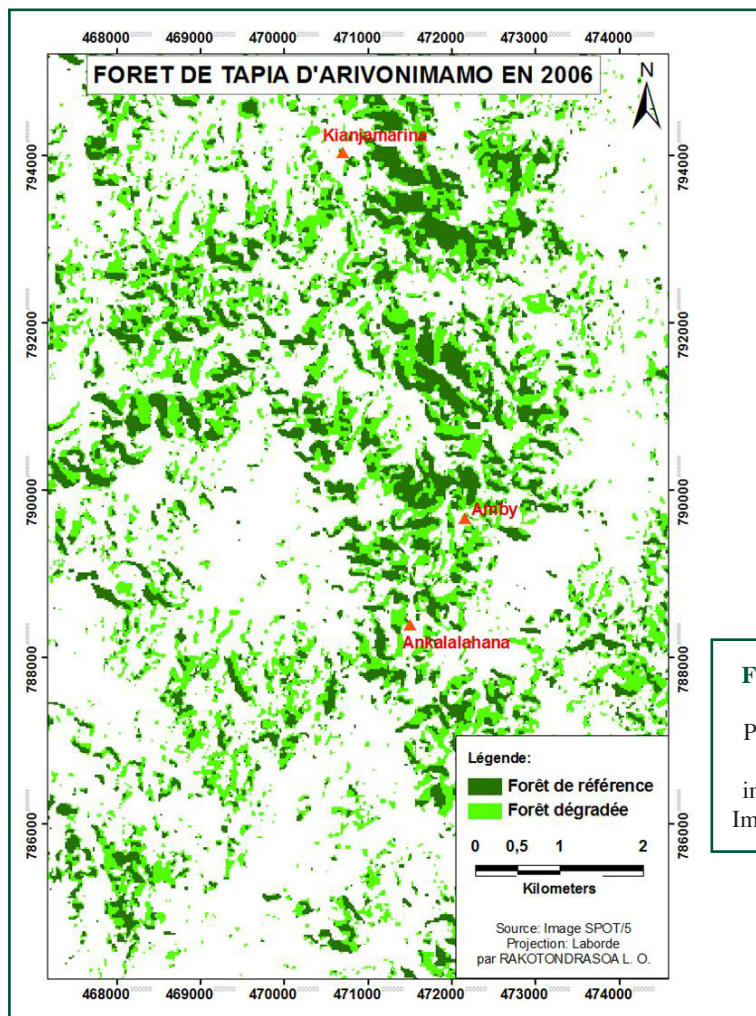 468000 469000 470000 471000 472000 473000 474000
FORET DE TAPIA D'ARIVONIMAMO EN 2006
N
Kianjamarina
794000
794000
792000
792000
790000
790000
Amby
Ankalalahana
788000
788000
786000
786000
Légende:
Forêt de référence
Forêt dégradée
0 0,5 1 2
Kilometers
Source: Image SPOT/5
Projection: Laborde
par RAKOTONDRASOA L. O.
468000 469000 470000 471000 472000 473000 474000
F
P
in
Im